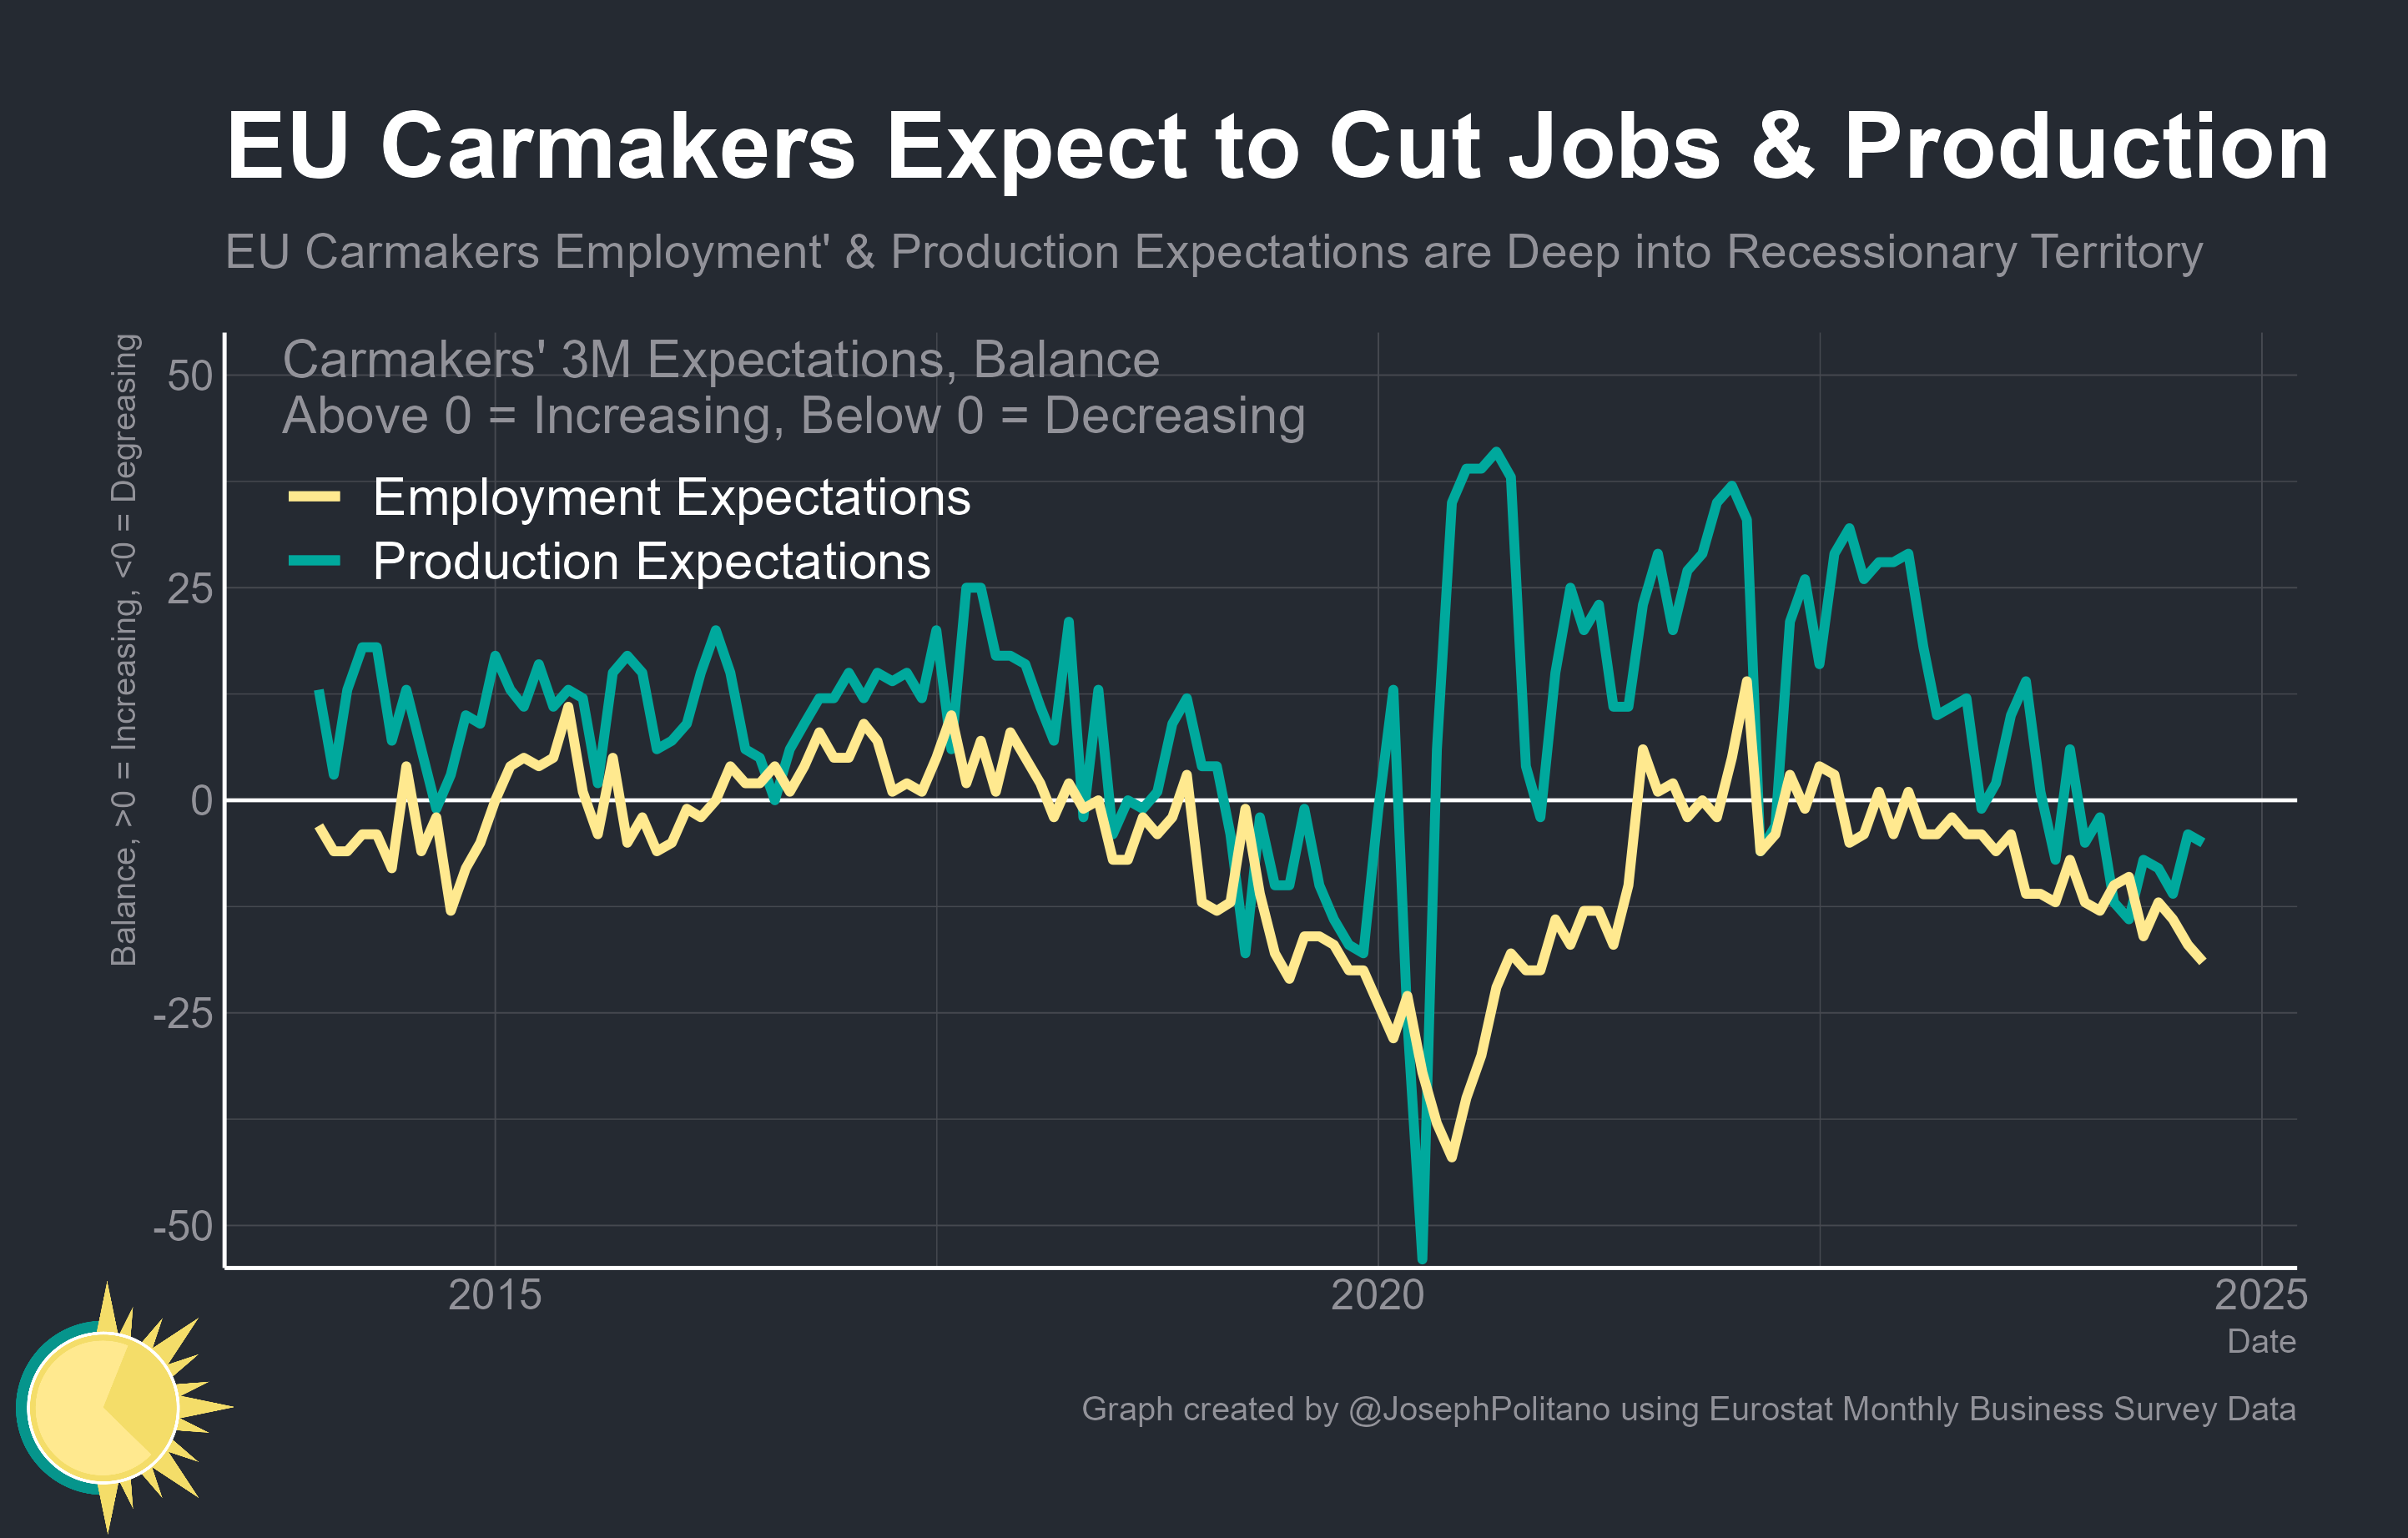 EU Carmakers Expect to Cut Jobs & Production
EU Carmakers Employment' & Production Expectations are Deep into Recessionary Territory
Balance, >0 = Increasing, <0 = Degreasing
Carmakers' 3M Expectations, Balance
Above 0 = Increasing, Below 0 = Decreasing
Employment Expectations
Production Expectations
50
25
0
-25
-50
2015
2020
2025
Date
Graph created by @JosephPolitano using Eurostat Monthly Business Survey Data